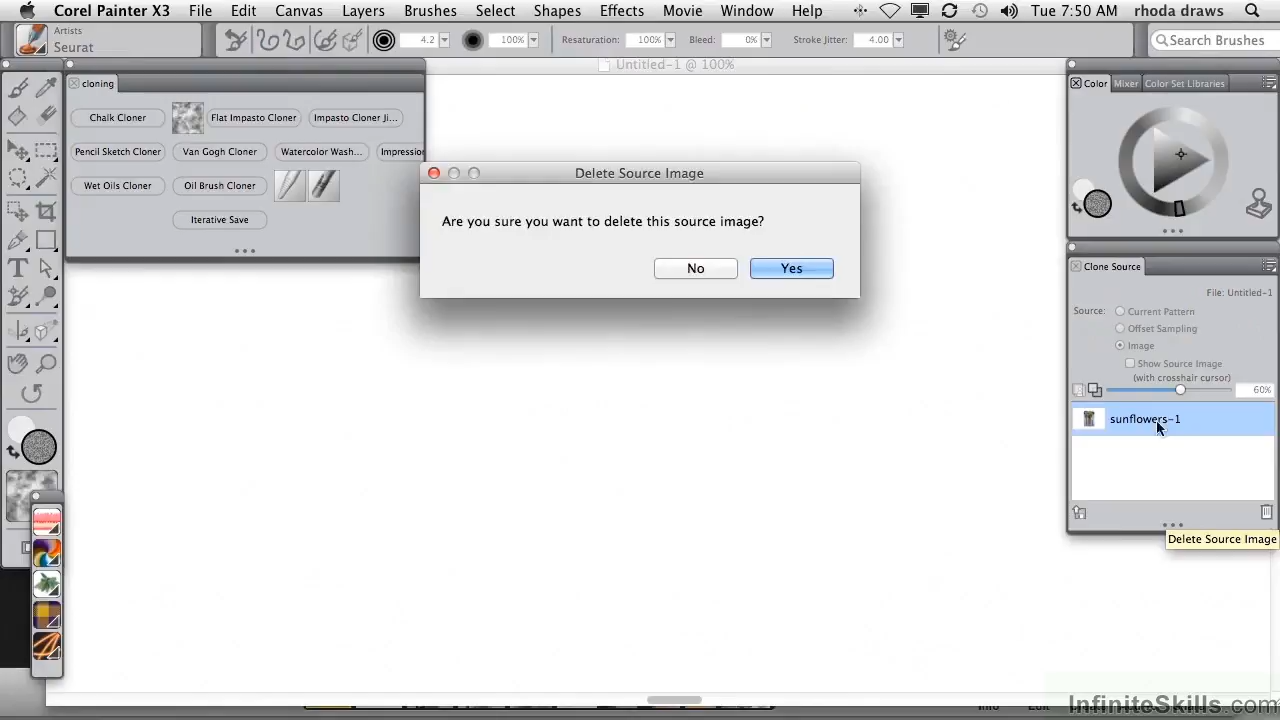 Corel Painter X3 File Edit Canvas Layers Brushes Select Shapes Effects Movie Window Help Tue 7:50 AM rhoda draws
Artists
Seurat
4.2 100% Resaturation: 100% Bleed: 0% Stroke Jitter: 4.00 Search Brushes
Untitled-1 @ 100%
cloning
Chalk Cloner Flat Impasto Cloner Impasto Cloner Ji...
Pencil Sketch Cloner Van Gogh Cloner Watercolor Wash... Impression
Wet Oils Cloner Oil Brush Cloner
Iterative Save
Delete Source Image
Are you sure you want to delete this source image?
No Yes
Color Mixer Color Set Libraries
Clone Source
File: Untitled-1
Source: Current Pattern
Offset Sampling
Image
Show Source Image
(with crosshair cursor)
60%
sunflowers-1
Delete Source Image
InfiniteSkills.com